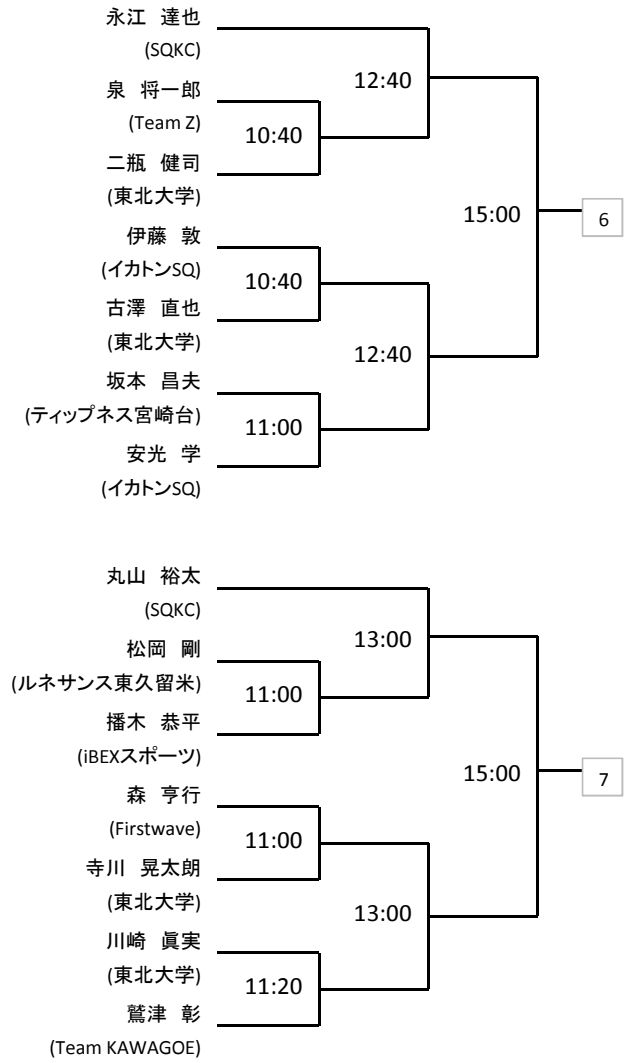 永江 達也
(SQKC)
12:40
泉 将一郎
(Team Z)
10:40
二瓶 健司
(東北大学)
15:00
6
伊藤 敦
(イカトンSQ)
10:40
古澤 直也
(東北大学)
12:40
坂本 昌夫
(ティップネス宮崎台)
11:00
安光 学
(イカトンSQ)
丸山 裕太
(SQKC)
13:00
松岡 剛
(ルネサンス東久留米)
11:00
播木 恭平
(iBEXスポーツ)
15:00
7
森 亨行
(Firstwave)
11:00
寺川 晃太朗
(東北大学)
13:00
川崎 眞実
(東北大学)
11:20
鷲津 彰
(Team KAWAGOE)